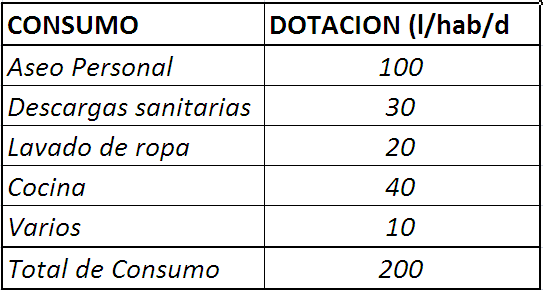 CONSUMO DOTACION (l/hab/d
Aseo Personal 100
Descargas sanitarias 30
Lavado de ropa 20
Cocina 40
Varios 10
Total de Consumo 200